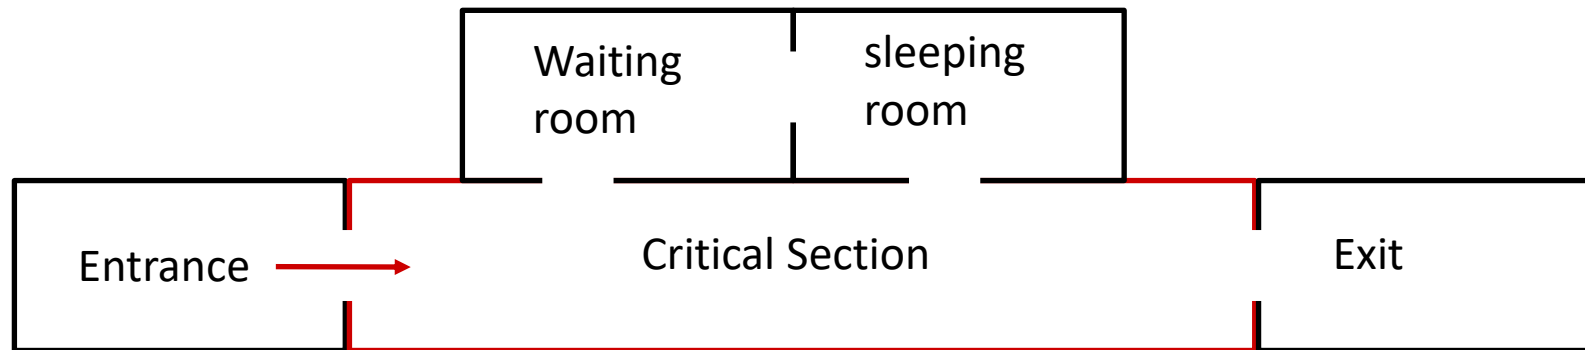 Waiting
room
sleeping
room
Entrance
Critical Section
Exit